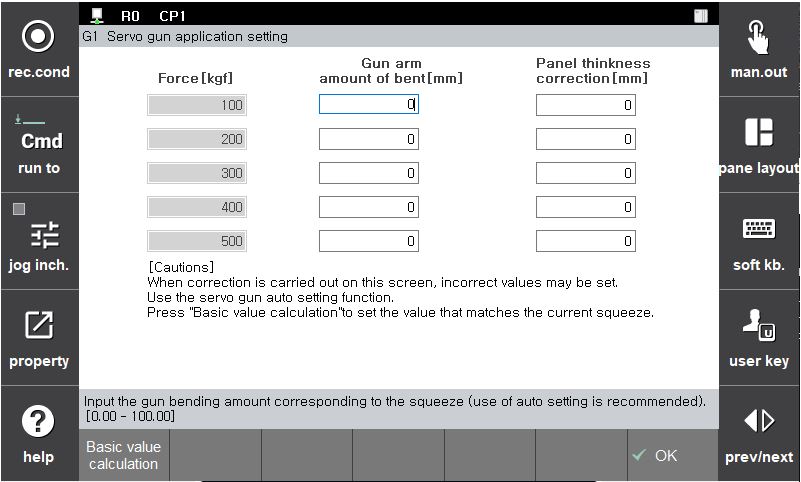 R0 CP1
G1 Servo gun application setting
rec.cond
Cmd
run to
jog inch.
property
help
Force[kgf]
Gun arm
amount of bent[mm]
Panel thinkness
correction[mm]
100 0 0
200 0 0
300 0 0
400 0 0
500 0 0
[Cautions]
When correction is carried out on this screen, incorrect values may be set.
Use the servo gun auto setting function.
Press "Basic value calculation"to set the value that matches the current squeeze.
Input the gun bending amount corresponding to the squeeze (use of auto setting is recommended).
[0.00 - 100.00]
Basic value
calculation
OK
man.out
pane layout
soft kb.
U
user key
prev/next